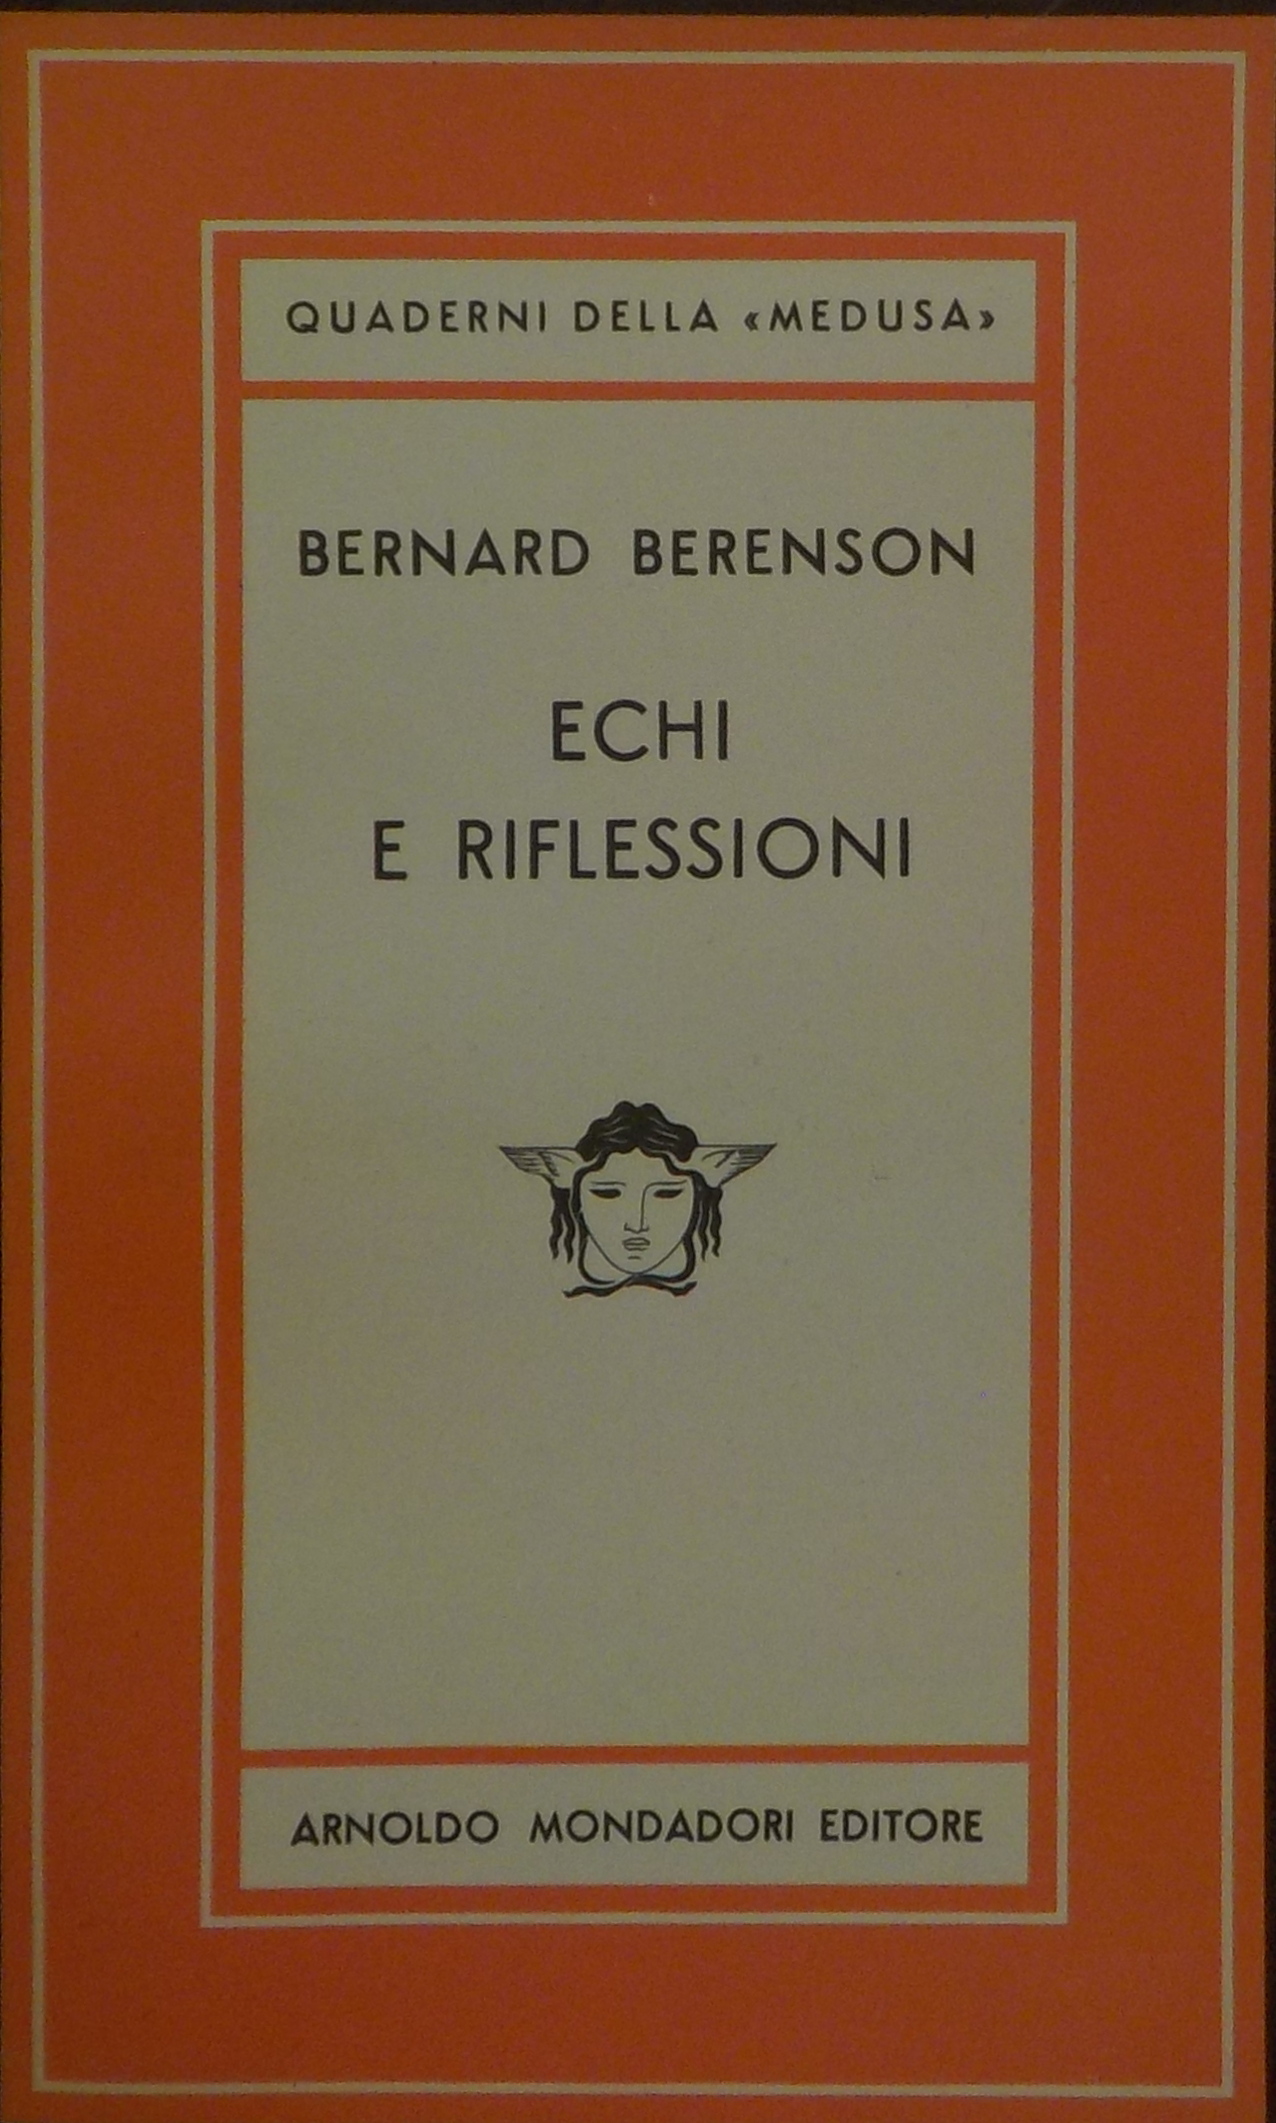 QUADERNI DELLA «MEDUSA»
BERNARD BERENSON
ECHI
E RIFLESSIONI
ARNOLDO MONDADORI EDITORE